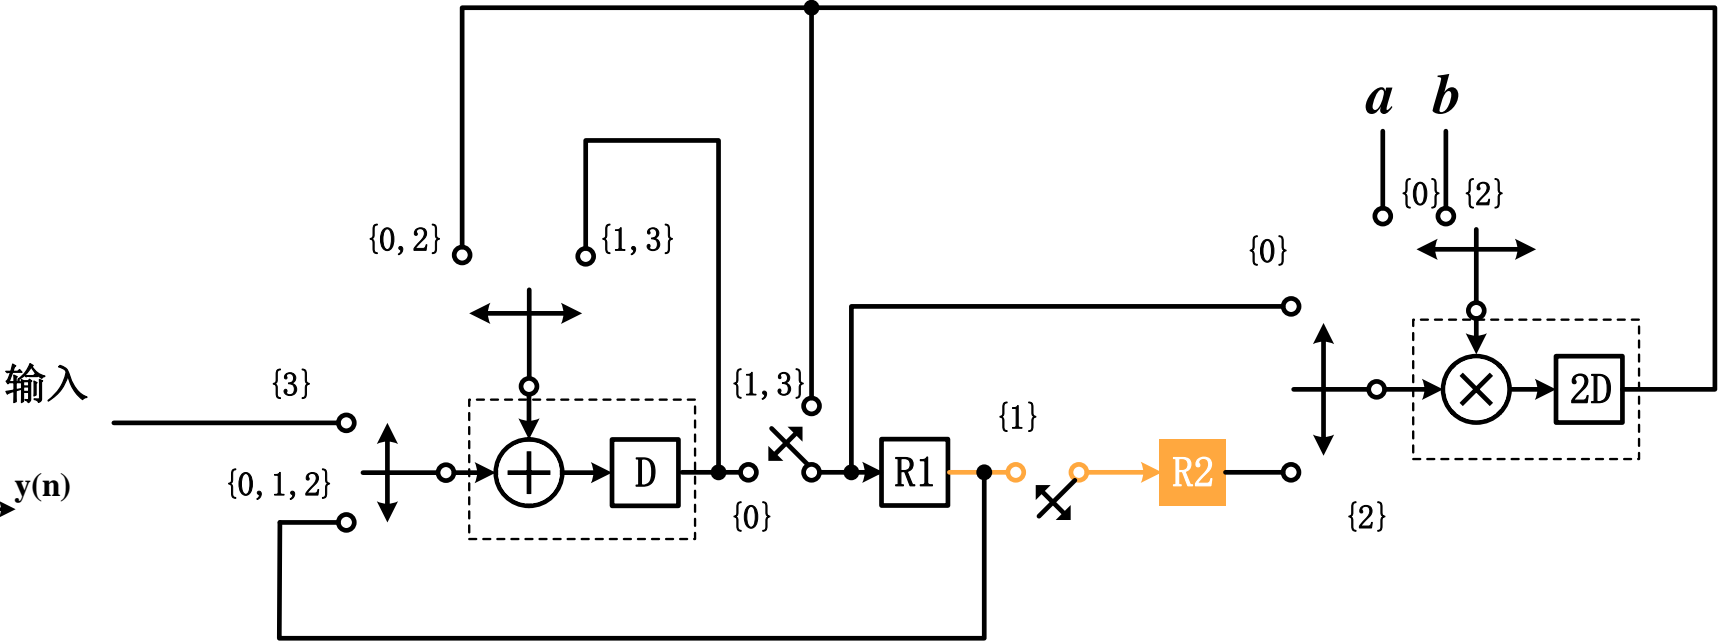 a b
{0} {2}
{0, 2} {1, 3}
{0}
输入
{3} {1, 3}
2D
{1}
y(n) {0, 1, 2}
D
R1
R2
{0}
{2}